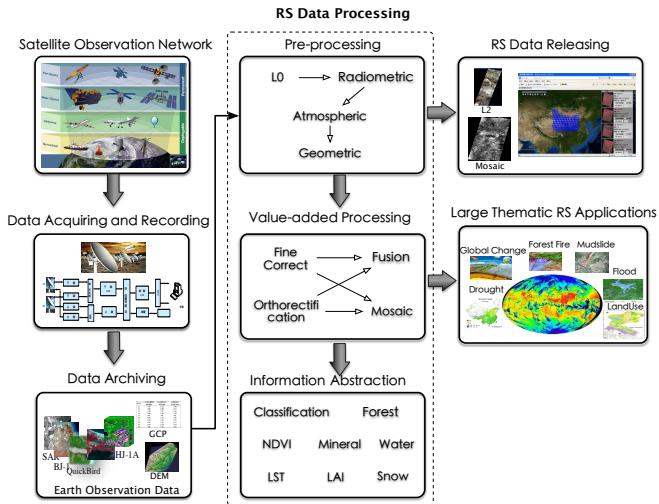 RS Data Processing
Satellite Observation Network
Pre-processing
RS Data Releasing
L0
Radiometric
Atmospheric
Geometric
L2
Mosaic
Data Acquiring and Recording
Value-added Processing
Large Thematic RS Applications
Fine
Correct
Fusion
Orthorectifi
cation
Mosaic
Global Change
Forest Fire
Mudslide
Flood
Drought
LandUse
Data Archiving
Information Abstraction
SAR
BJ-1
QuickBird
HJ-1A
GCP
DEM
Earth Observation Data
Classification
Forest
NDVI
Mineral
Water
LST
LAI
Snow